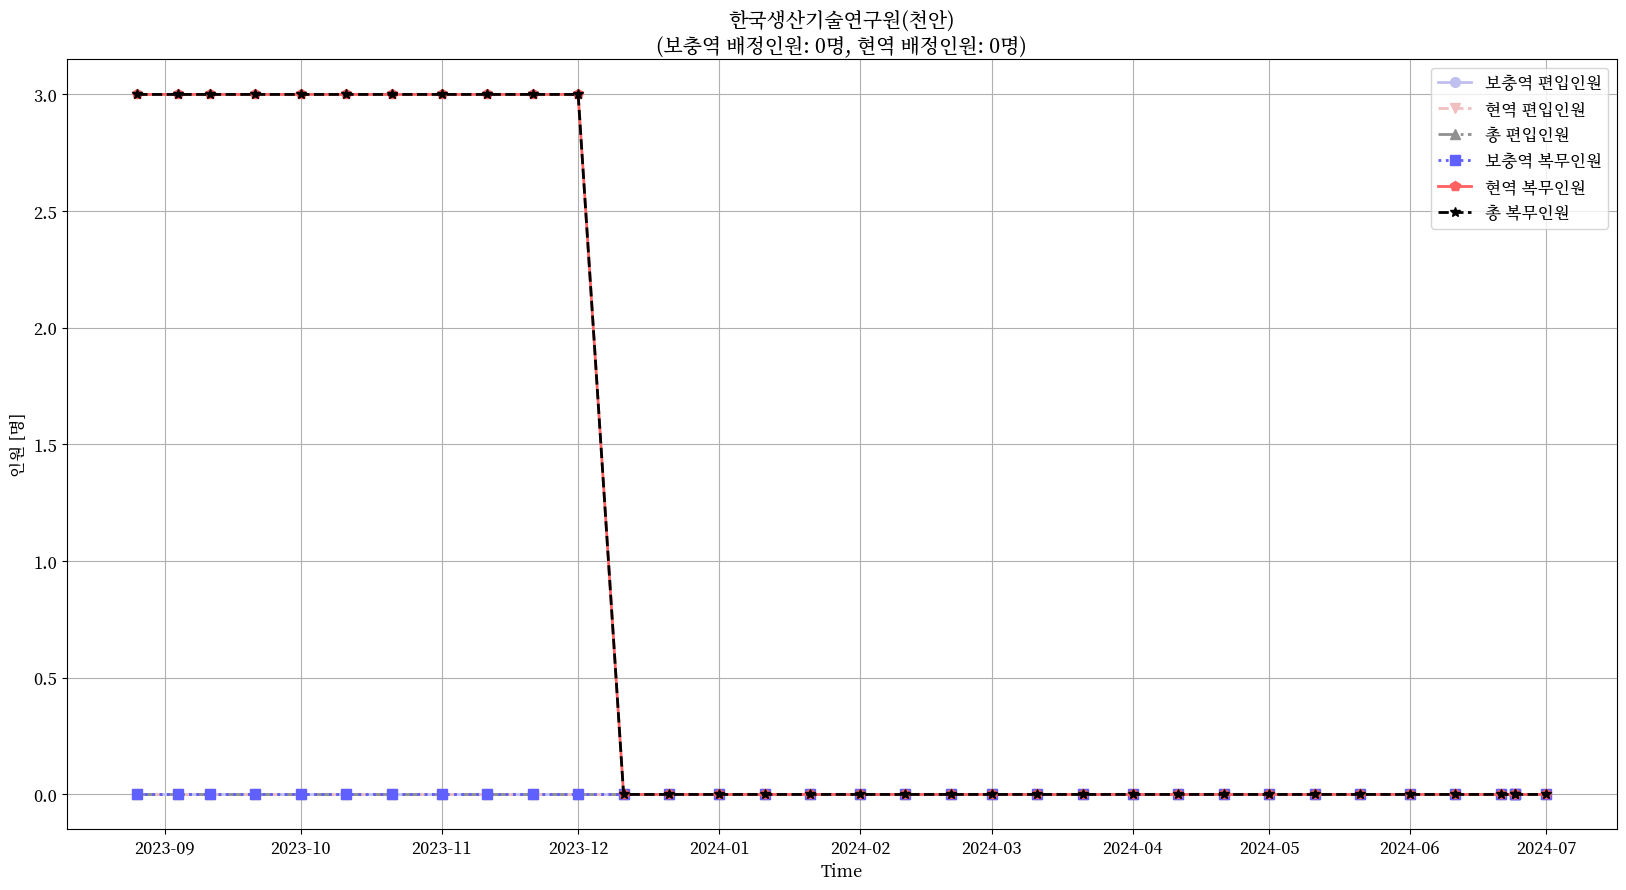 한국생산기술연구원(천안)
(보충역 배정인원: 0명, 현역 배정인원: 0명)
보충역 편입인원
현역 편입인원
총 편입인원
보충역 복무인원
현역 복무인원
총 복무인원
3.0
2.5
2.0
1.5
1.0
0.5
0.0
인원 [명]
2023-09 2023-10 2023-11 2023-12 2024-01 2024-02 2024-03 2024-04 2024-05 2024-06 2024-07
Time